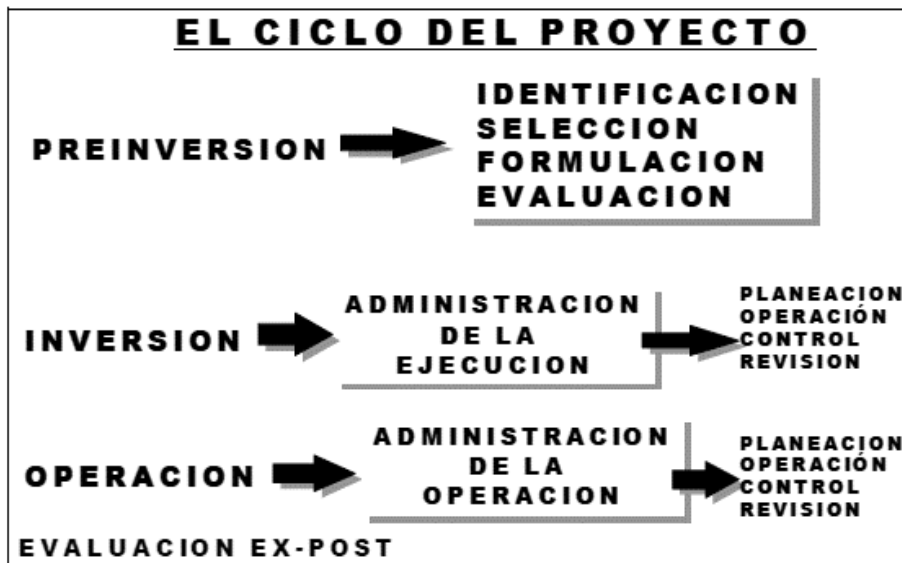 EL CICLO DEL PROYECTO
PREINVERSION
IDENTIFICACION
SELECCION
FORMULACION
EVALUACION
INVERSION
ADMINISTRACION
DE LA
EJECUCION
PLANEACION
OPERACIÓN
CONTROL
REVISION
OPERACION
ADMINISTRACION
DE LA
OPERACION
PLANEACION
OPERACIÓN
CONTROL
REVISION
EVALUACION EX-POST